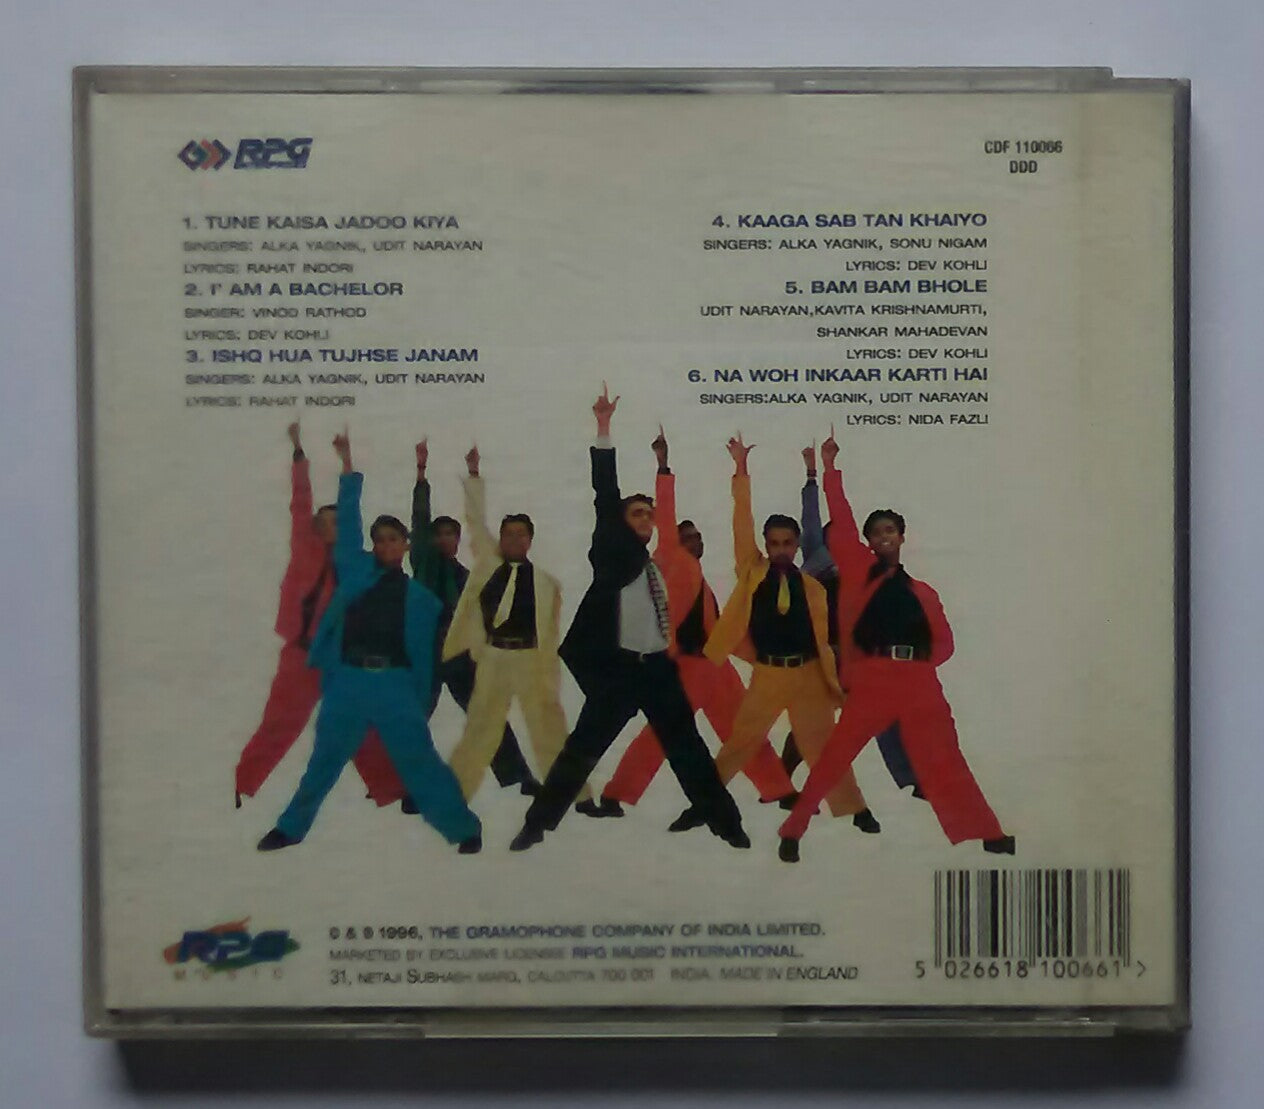 RPG
CDF 110066
DDD
1. TUNE KAISA JADOO KIYA
SINGERS: ALKA YAGNIK, UDIT NARAYAN
LYRICS: RAHAT INDORI
2. I' AM A BACHELOR
SINGER: VINOD RATHOD
LYRICS: DEV KOHLI
3. ISHQ HUA TUJHSE JANAM
SINGERS: ALKA YAGNIK, UDIT NARAYAN
LYRICS: RAHAT INDORI
4. KAAGA SAB TAN KHAIYO
SINGERS: ALKA YAGNIK, SONU NIGAM
LYRICS: DEV KOHLI
5. BAM BAM BHOLE
UDIT NARAYAN,KAVITA KRISHNAMURTI,
SHANKAR MAHADEVAN
LYRICS: DEV KOHLI
6. NA WOH INKAAR KARTI HAI
SINGERS:ALKA YAGNIK, UDIT NARAYAN
LYRICS: NIDA FAZLI
RPG
MUSIC
© & ℗ 1996, THE GRAMOPHONE COMPANY OF INDIA LIMITED.
MARKETED BY EXCLUSIVE LICENSEE RPG MUSIC INTERNATIONAL.
31, NETAJI SUBHASH MARG, CALCUTTA 700 001 INDIA. MADE IN ENGLAND
5 026618 100661 >